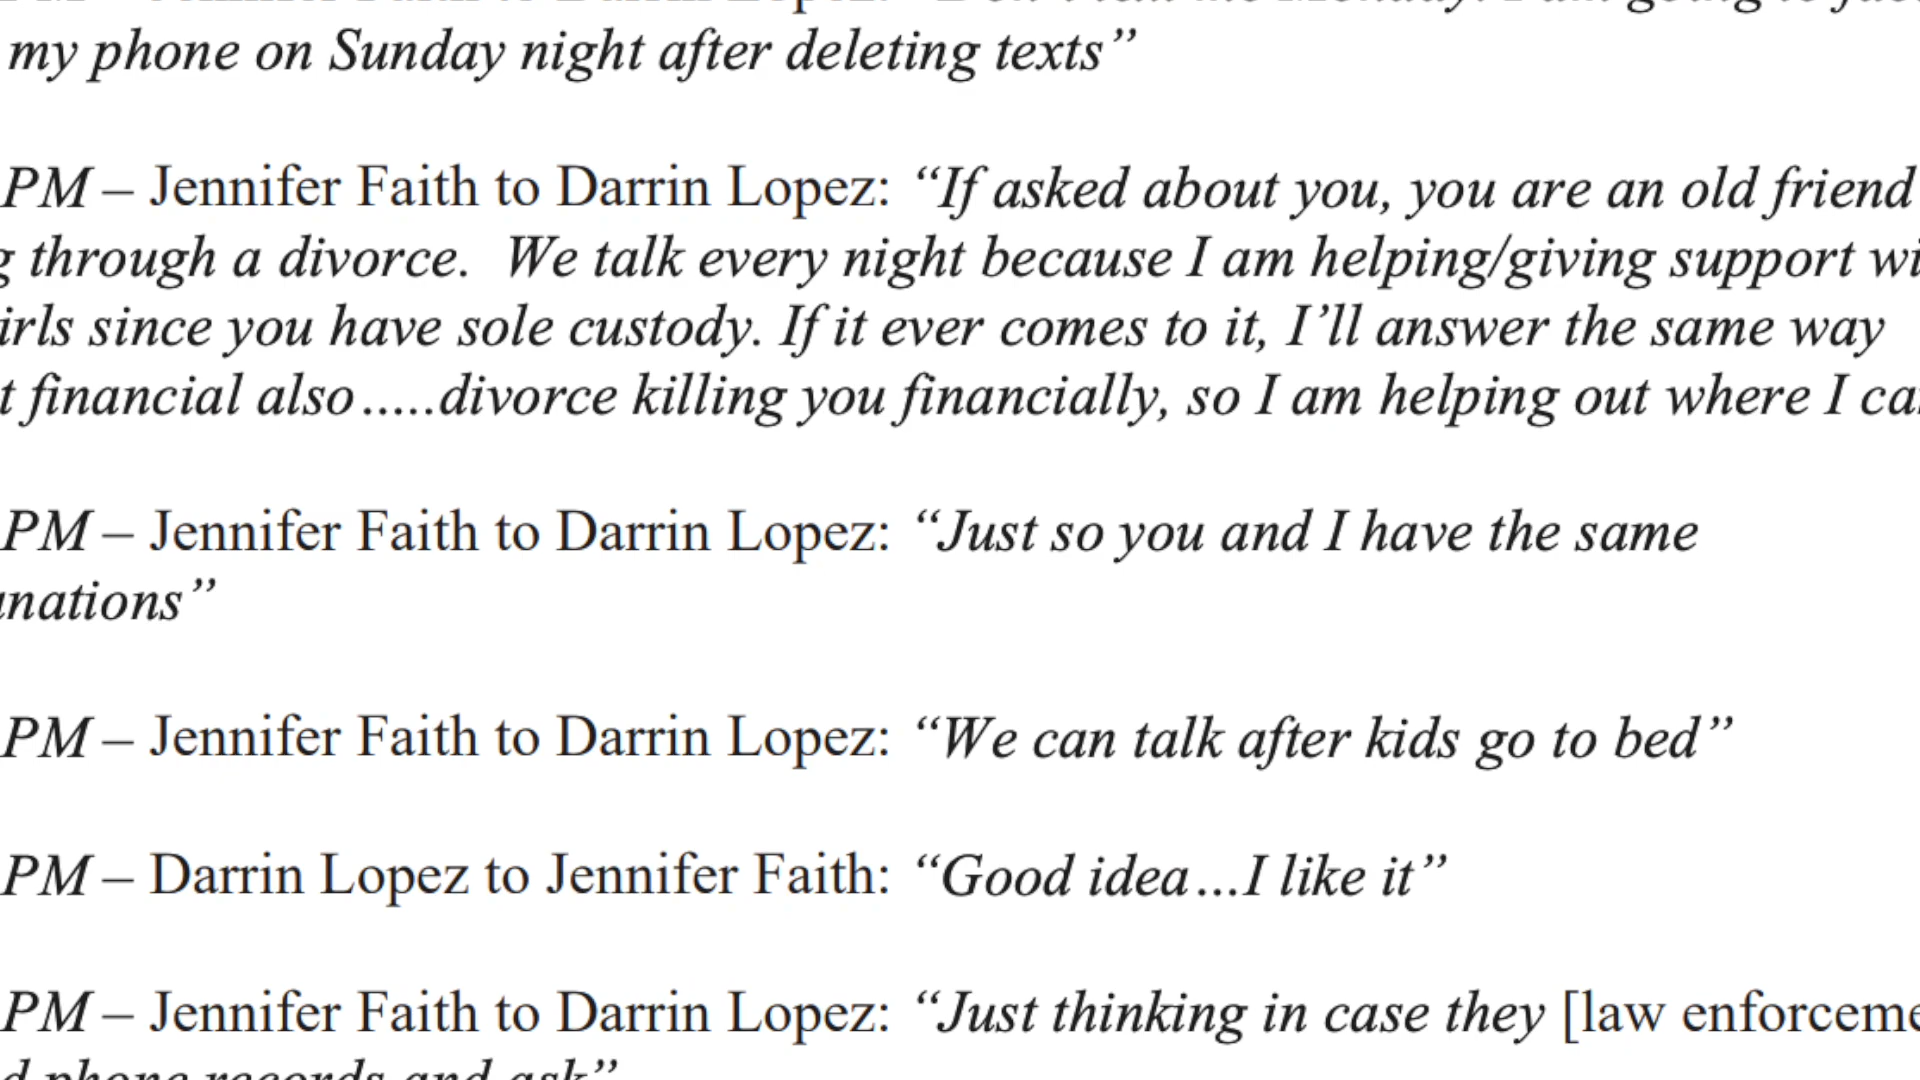 my phone on Sunday night after deleting texts”
PM – Jennifer Faith to Darrin Lopez: “If asked about you, you are an old friend
through a divorce. We talk every night because I am helping/giving support
since you have sole custody. If it ever comes to it, I’ll answer the same way
financial also…..divorce killing you financially, so I am helping out where I
PM – Jennifer Faith to Darrin Lopez: “Just so you and I have the same
PM – Jennifer Faith to Darrin Lopez: “We can talk after kids go to bed”
PM – Darrin Lopez to Jennifer Faith: “Good idea…I like it”
PM – Jennifer Faith to Darrin Lopez: “Just thinking in case they [law
phone records and ask”